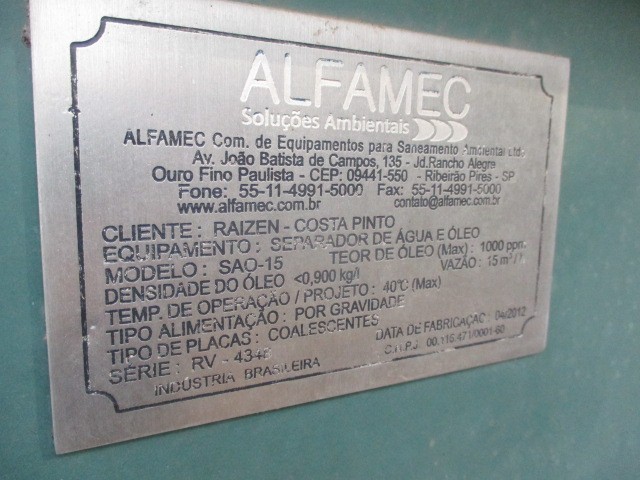 ALFAMEC
Soluções Ambientais
ALFAMEC Com. de Equipamentos para Saneamento Ambiental Ltda
Av. João Batista de Campos, 135 - Jd.Rancho Alegre
Ouro Fino Paulista - CEP: 09441-550 - Ribeirão Pires - SP
Fone: 55-11-4991-5000 Fax: 55-11-4991-5000
www.alfamec.com.br contato@alfamec.com.br
CLIENTE: RAIZEN - COSTA PINTO
EQUIPAMENTO: SEPARADOR DE ÁGUA E ÓLEO
MODELO: SAO-15 TEOR DE ÓLEO (Max): 1000 ppm
DENSIDADE DO ÓLEO <0,900 kg/l VAZÃO: 15
TEMP. DE OPERAÇÃO / PROJETO: 40°C (Max)
TIPO ALIMENTAÇÃO: POR GRAVIDADE
TIPO DE PLACAS: COALESCENTES DATA DE FABRICAÇAO: 04/2012
SÉRIE: RV - C.N.P.J.
INDÚSTRIA BRASILEIRA